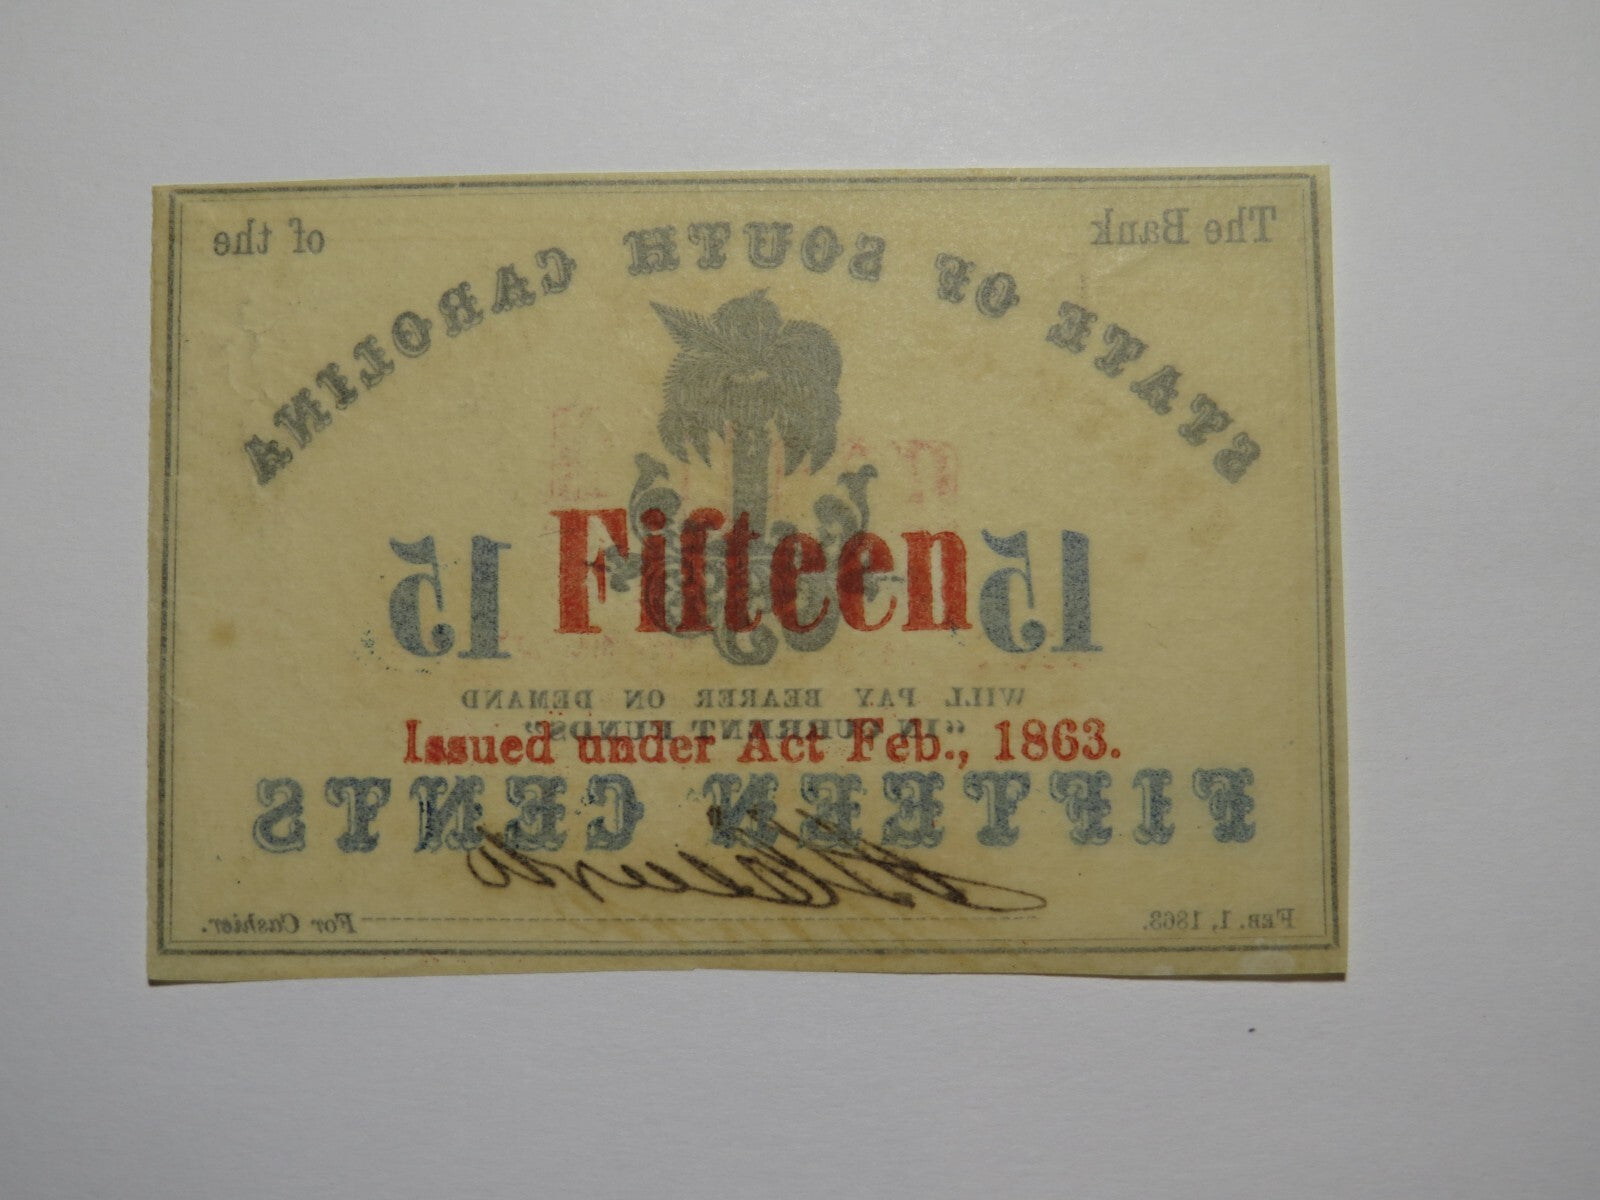 The Bank of the
STATE OF SOUTH CAROLINA
15 Fifteen 15
WILL PAY BEARER ON DEMAND
"IN CURRENT FUNDS"
Issued under Act Feb., 1863.
FIFTEEN CENTS
FEB. 1, 1863. For Cashier.